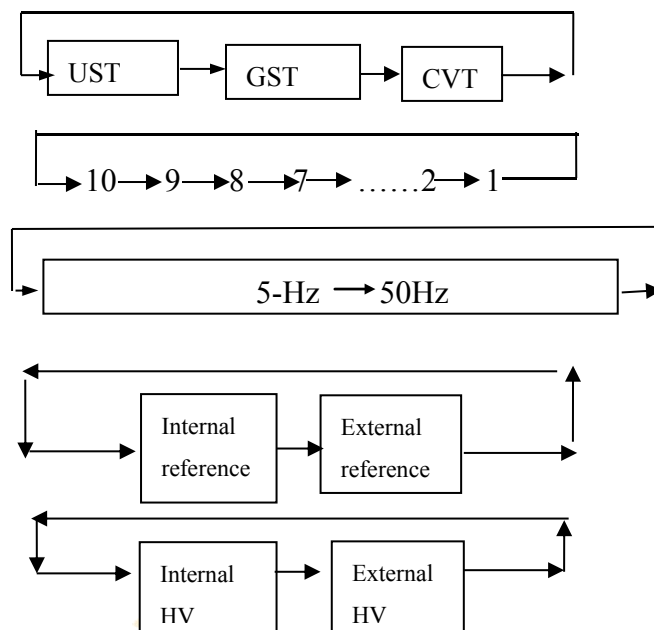 UST GST CVT
10 9 8 7 ……2 1
5-Hz 50Hz
Internal External
reference reference
Internal External
HV HV